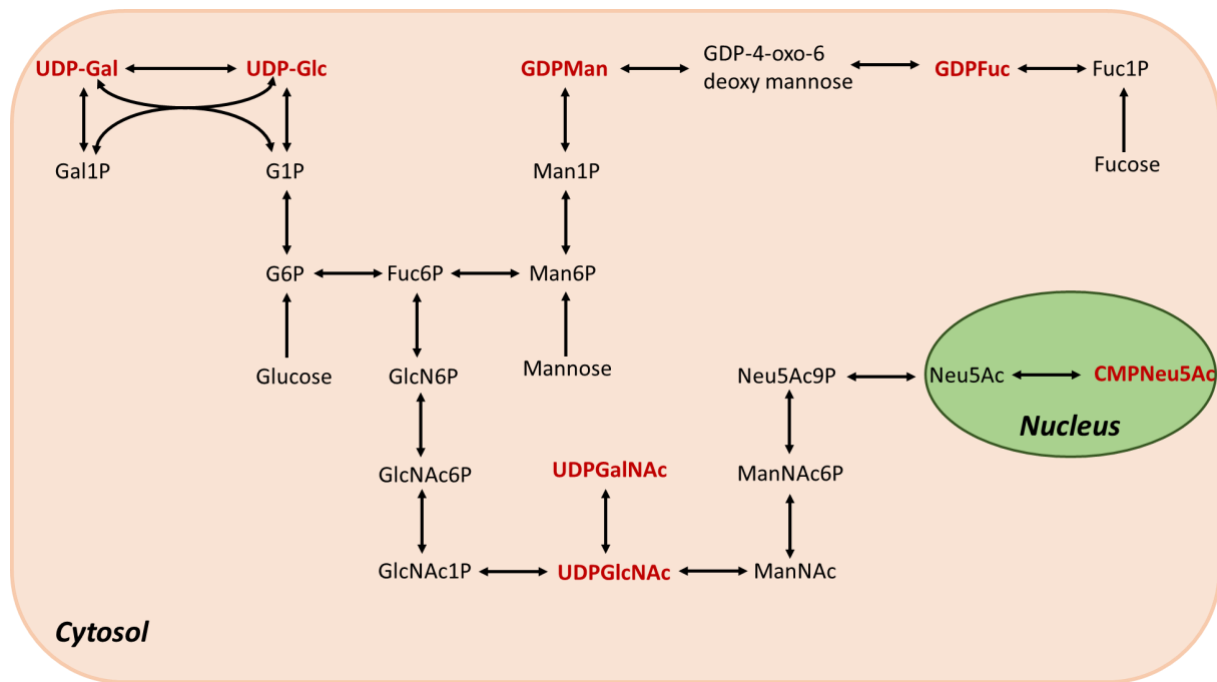 UDP-Gal
UDP-Glc
GDPMan
GDP-4-oxo-6
deoxy mannose
GDPFuc
Fuc1P
Gal1P
G1P
Man1P
Fucose
G6P
Fuc6P
Man6P
Glucose
GlcN6P
Mannose
Neu5Ac9P
Neu5Ac
CMPNeu5Ac
Nucleus
GlcNAc6P
UDPGalNAc
ManNAc6P
GlcNAc1P
UDPGlcNAc
ManNAc
Cytosol